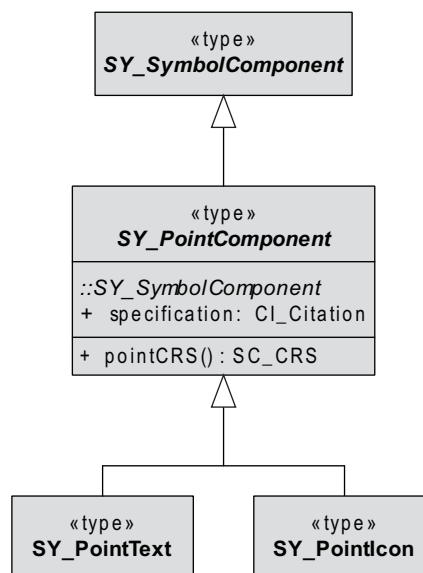 «type»
SY_SymbolComponent
«type»
SY_PointComponent
::SY_SymbolComponent
+ specification: CI_Citation
+ pointCRS() : SC_CRS
«type»
SY_PointText
«type»
SY_PointIcon